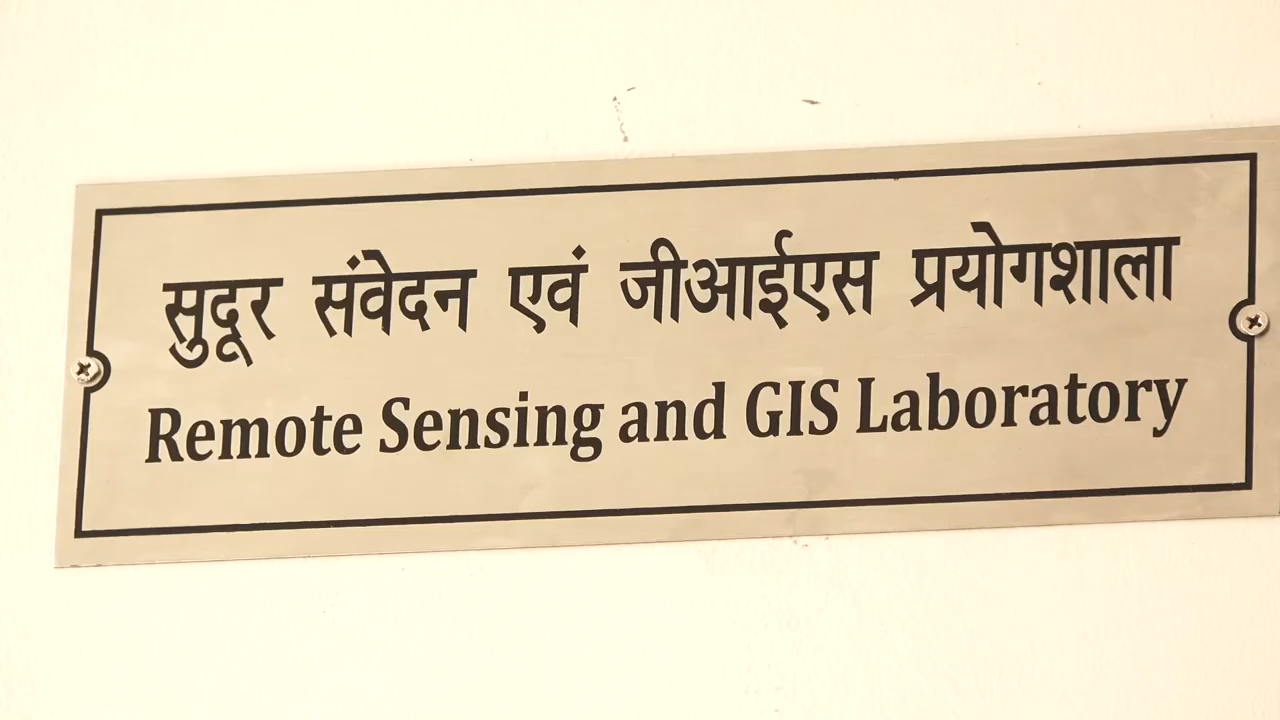 सुदूर संवेदन एवं जीआईएस प्रयोगशाला
Remote Sensing and GIS Laboratory